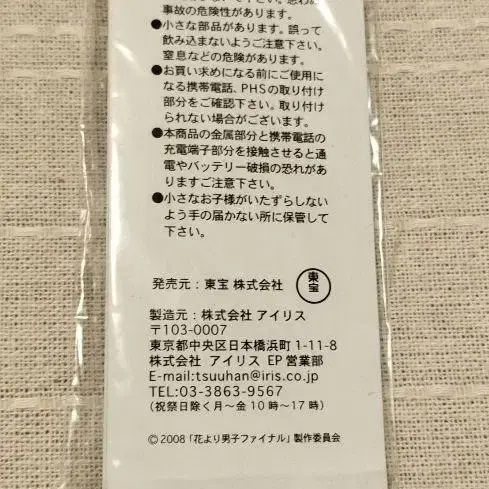 事故の危険性があります。
●小さな部品があります。誤って
飲み込まないようご注意下さい。
窒息などの危険があります。
●お買い求めになる前にご使用に
なる携帯電話、PHSの取り付け
部分をご確認下さい。取り付け
られない場合がございます。
●本商品の金属部分と携帯電話の
充電端子部分を接触させると通
電やバッテリー破損の恐れがあ
りますご注意下さい。
●小さなお子様がいたずらしない
よう手の届かない所に保管して
下さい。
発売元：東宝 株式会社
東宝
製造元：株式会社 アイリス
〒103-0007
東京都中央区日本橋浜町1-11-8
株式会社 アイリス EP営業部
E-mail:tsuuhan@iris.co.jp
TEL:03-3863-9567
（祝祭日除く月～金10時～17時）
©2008「花より男子ファイナル」製作委員会